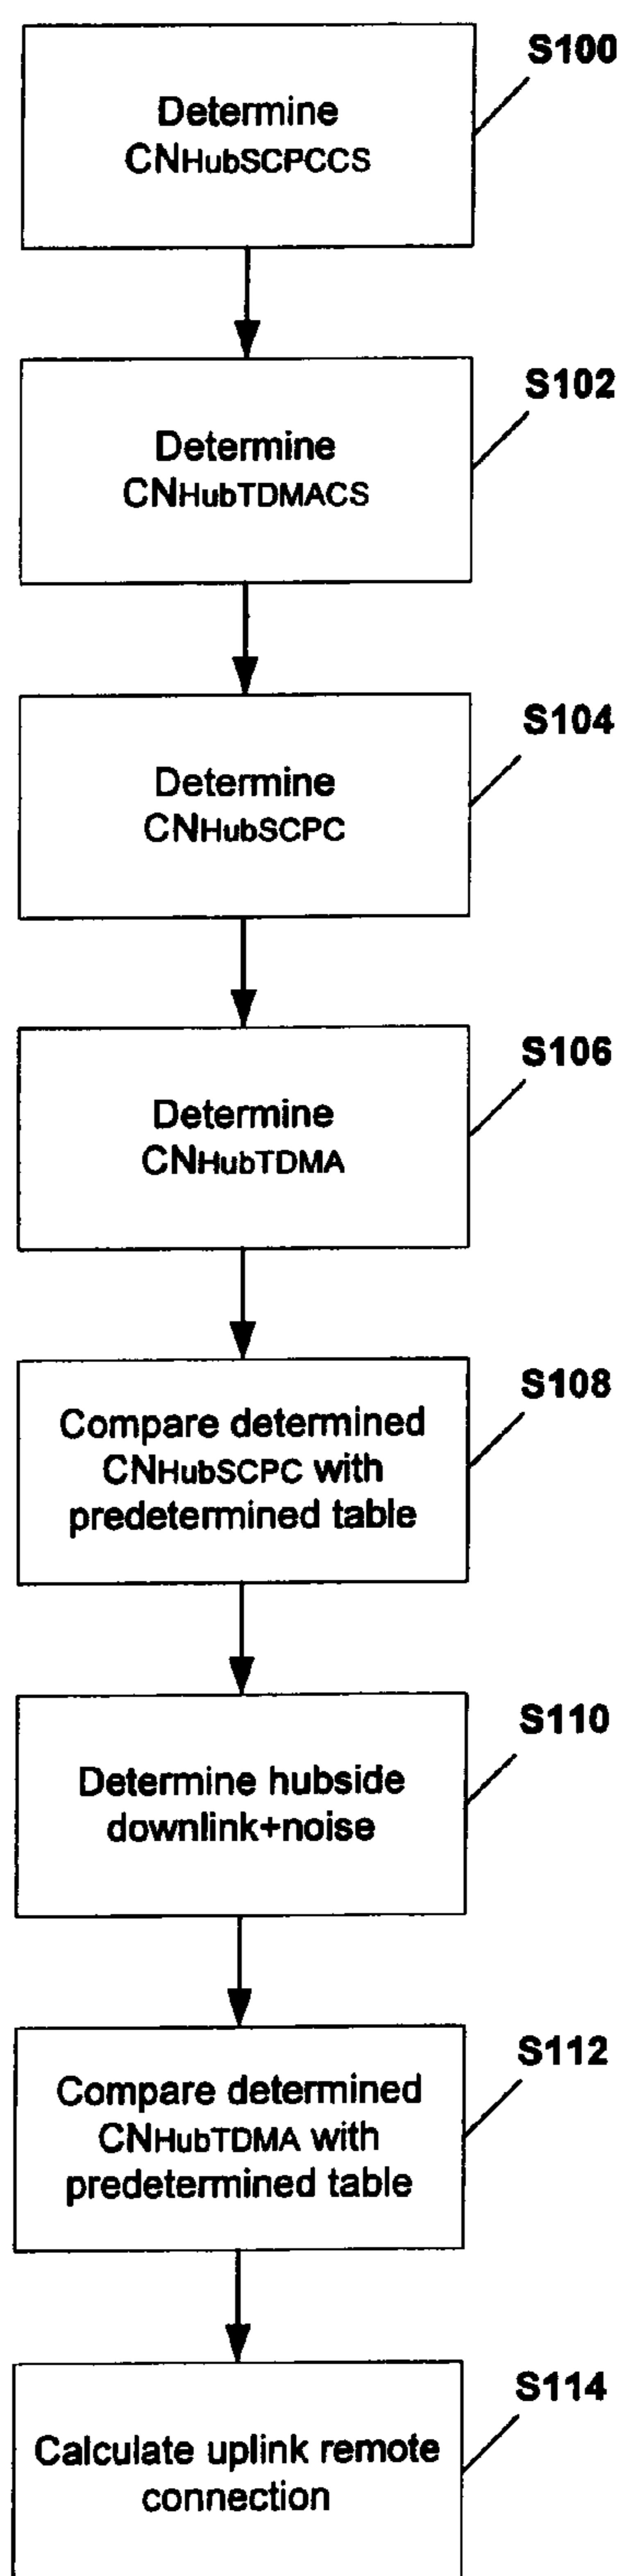 S100
Determine
CNHubSCPCCS
S102
Determine
CNHubTDMACS
S104
Determine
CNHubSCPC
S106
Determine
CNHubTDMA
S108
Compare determined
CNHubSCPC with
predetermined table
S110
Determine hubside
downlink+noise
S112
Compare determined
CNHubTDMA with
predetermined table
S114
Calculate uplink remote
connection